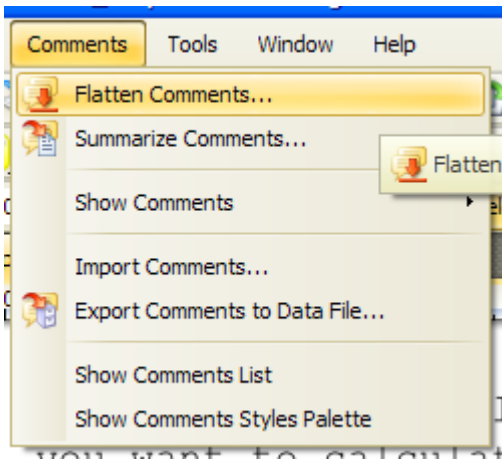 Comments Tools Window Help
Flatten Comments...
Summarize Comments...
Flatten
Show Comments
Import Comments...
Export Comments to Data File...
Show Comments List
Show Comments Styles Palette
you want to